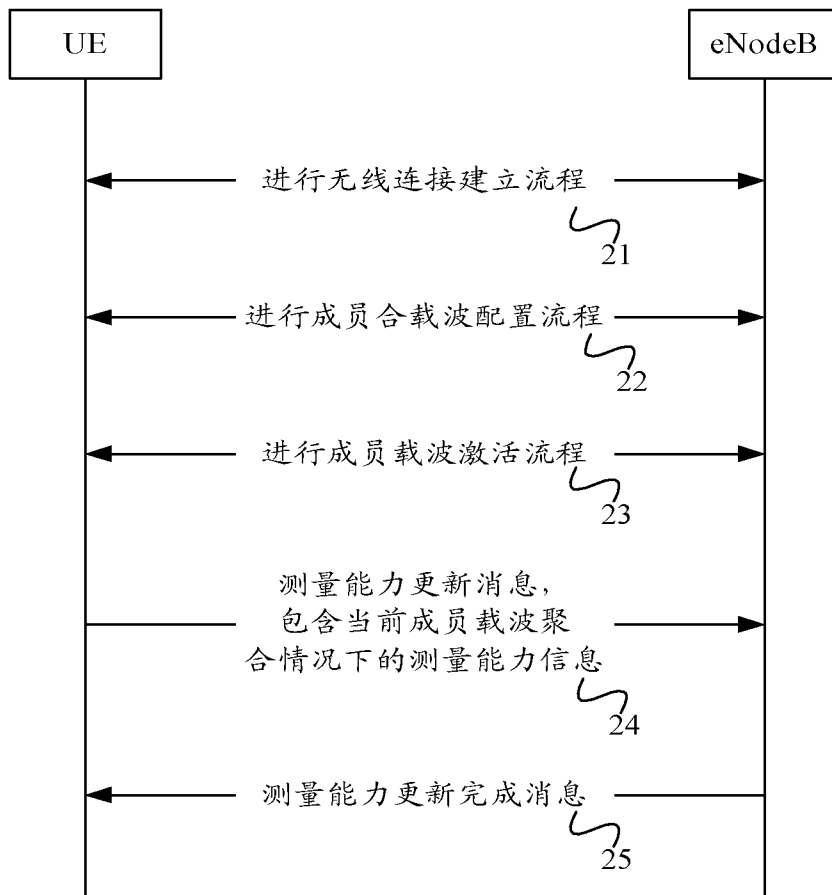 UE
eNodeB
进行无线连接建立流程
21
进行成员合载波配置流程
22
进行成员载波激活流程
23
测量能力更新消息，
包含当前成员载波聚
合情况下的测量能力信息
24
测量能力更新完成消息
25